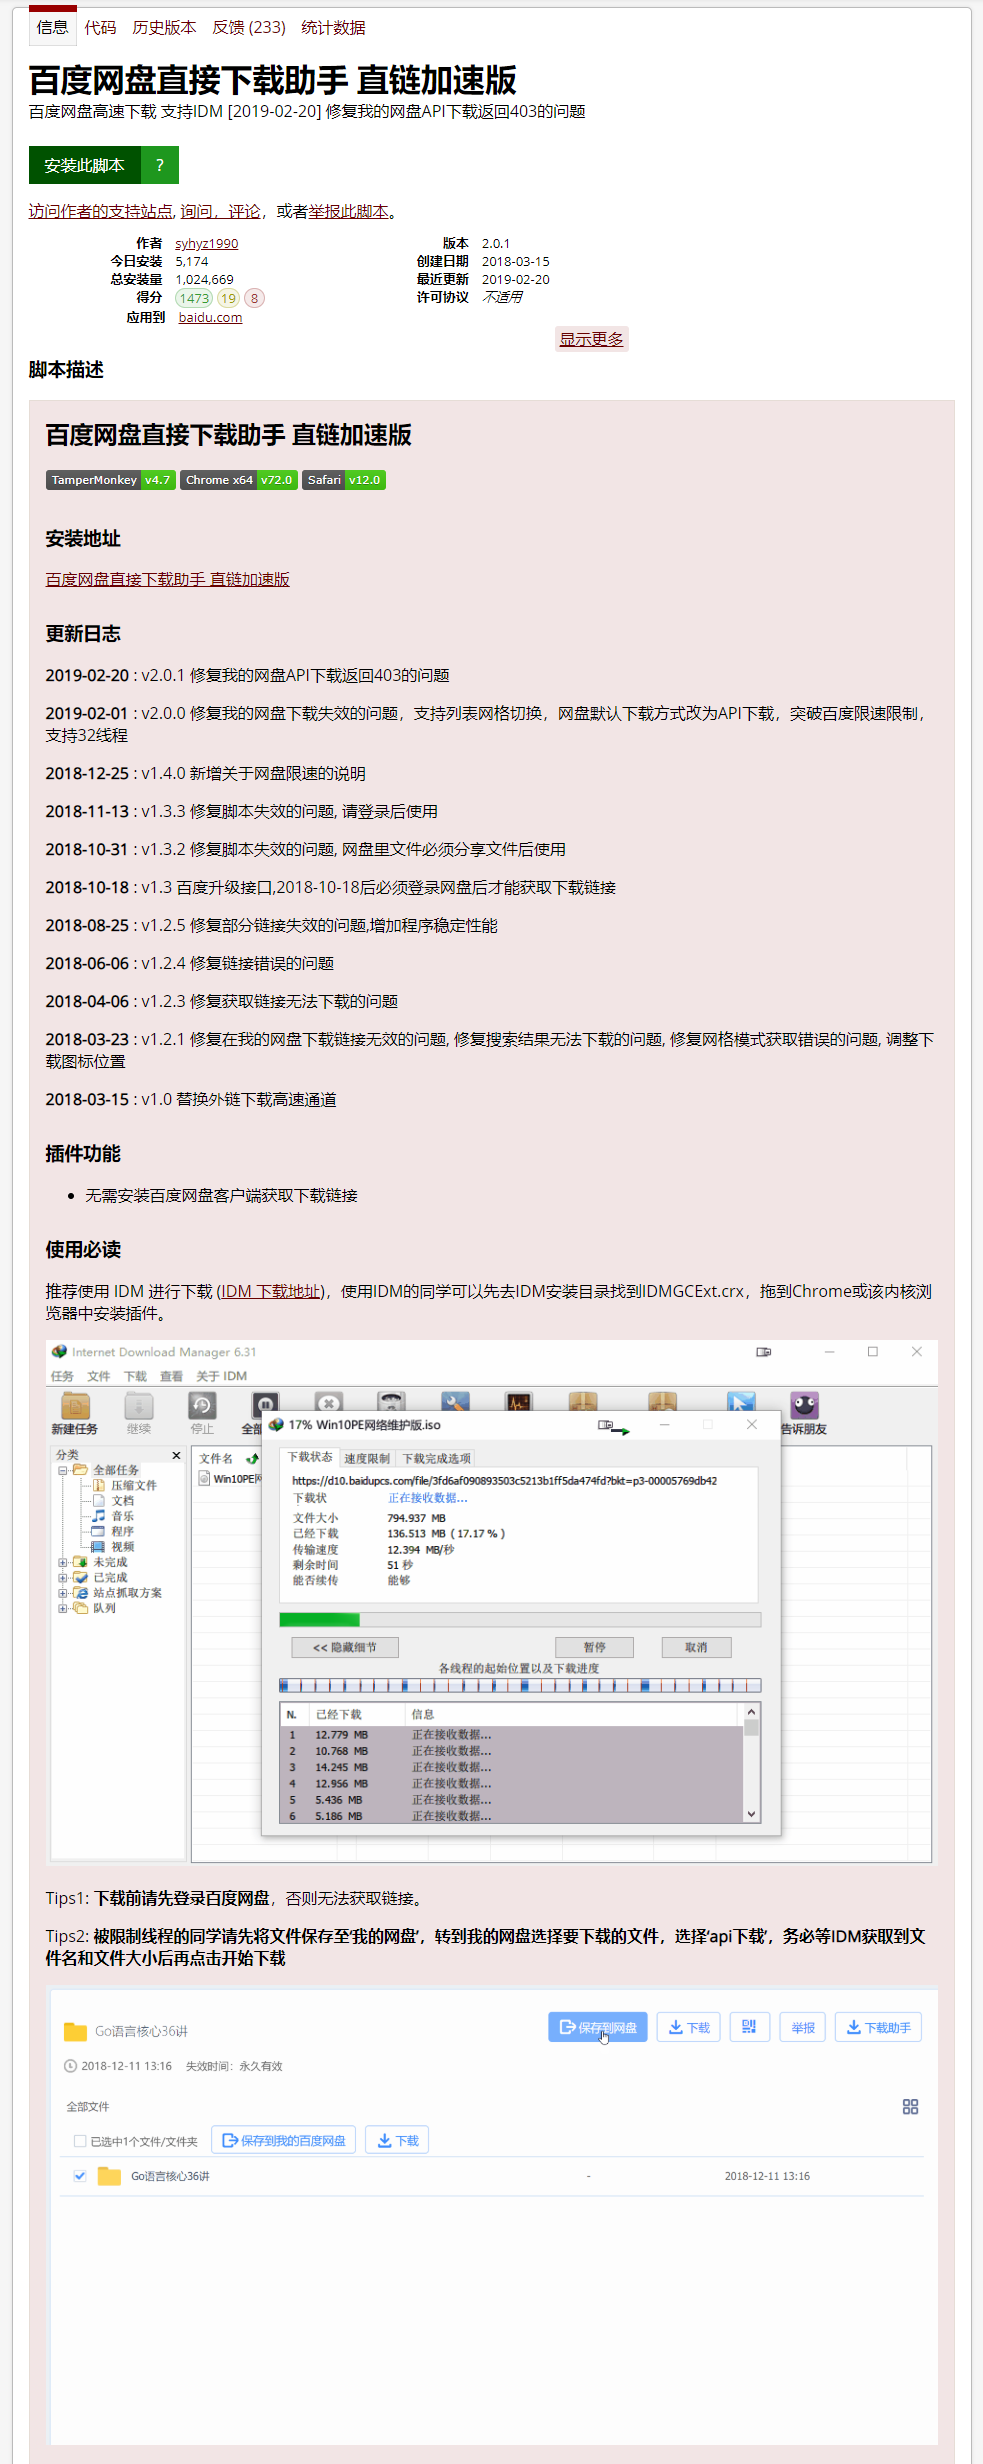 信息 代码 历史版本 反馈 (233) 统计数据
百度网盘直接下载助手 直链加速版
百度网盘高速下载 支持IDM [2019-02-20] 修复我的网盘API下载返回403的问题
安装此脚本 ?
访问作者的支持站点, 询问，评论，或者举报此脚本。
作者 syhyz1990 版本 2.0.1
今日安装 5,174 创建日期 2018-03-15
总安装量 1,024,669 最近更新 2019-02-20
得分 1473 19 8 许可协议 不适用
应用到 baidu.com
显示更多
脚本描述
百度网盘直接下载助手 直链加速版
TamperMonkey v4.7 Chrome x64 v72.0 Safari v12.0
安装地址
百度网盘直接下载助手 直链加速版
更新日志
2019-02-20 : v2.0.1 修复我的网盘API下载返回403的问题
2019-02-01 : v2.0.0 修复我的网盘下载失效的问题，支持列表网格切换，网盘默认下载方式改为API下载，突破百度限速限制，
支持32线程
2018-12-25 : v1.4.0 新增关于网盘限速的说明
2018-11-13 : v1.3.3 修复脚本失效的问题, 请登录后使用
2018-10-31 : v1.3.2 修复脚本失效的问题, 网盘里文件必须分享文件后使用
2018-10-18 : v1.3 百度升级接口,2018-10-18后必须登录网盘后才能获取下载链接
2018-08-25 : v1.2.5 修复部分链接失效的问题,增加程序稳定性能
2018-06-06 : v1.2.4 修复链接错误的问题
2018-04-06 : v1.2.3 修复获取链接无法下载的问题
2018-03-23 : v1.2.1 修复在我的网盘下载链接无效的问题, 修复搜索结果无法下载的问题, 修复网格模式获取错误的问题, 调整下
载图标位置
2018-03-15 : v1.0 替换外链下载高速通道
插件功能
无需安装百度网盘客户端获取下载链接
使用必读
推荐使用 IDM 进行下载 (IDM 下载地址)，使用IDM的同学可以先去IDM安装目录找到IDMGCExt.crx，拖到Chrome或该内核浏
览器中安装插件。
Internet Download Manager 6.31
任务 文件 下载 查看 关于 IDM
新建任务 继续 停止 全部 告诉朋友
17% Win10PE网络维护版.iso
分类
文件名
全部任务
压缩文件
文档
音乐
程序
视频
未完成
已完成
站点抓取方案
队列
Win10PE网
下载状态 速度限制 下载完成选项
https://d10.baidupcs.com/file/3fd6af090893503c5213b1ff5da474fd?bkt=p3-00005769db42
下载状 正在接收数据...
文件大小 794.937 MB
已经下载 136.513 MB ( 17.17 % )
传输速度 12.394 MB/秒
剩余时间 51 秒
能否续传 能够
<< 隐藏细节 暂停 取消
各线程的起始位置以及下载进度
N. 已经下载 信息
1 12.779 MB 正在接收数据...
2 10.768 MB 正在接收数据...
3 14.245 MB 正在接收数据...
4 12.956 MB 正在接收数据...
5 5.436 MB 正在接收数据...
6 5.186 MB 正在接收数据...
Tips1: 下载前请先登录百度网盘，否则无法获取链接。
Tips2: 被限制线程的同学请先将文件保存至‘我的网盘’，转到我的网盘选择要下载的文件，选择‘api下载’，务必等IDM获取到文
件名和文件大小后再点击开始下载
Go语言核心36讲 保存到网盘 下载 举报 下载助手
2018-12-11 13:16 失效时间：永久有效
全部文件
已选中1个文件/文件夹 保存到我的百度网盘 下载
Go语言核心36讲 - 2018-12-11 13:16